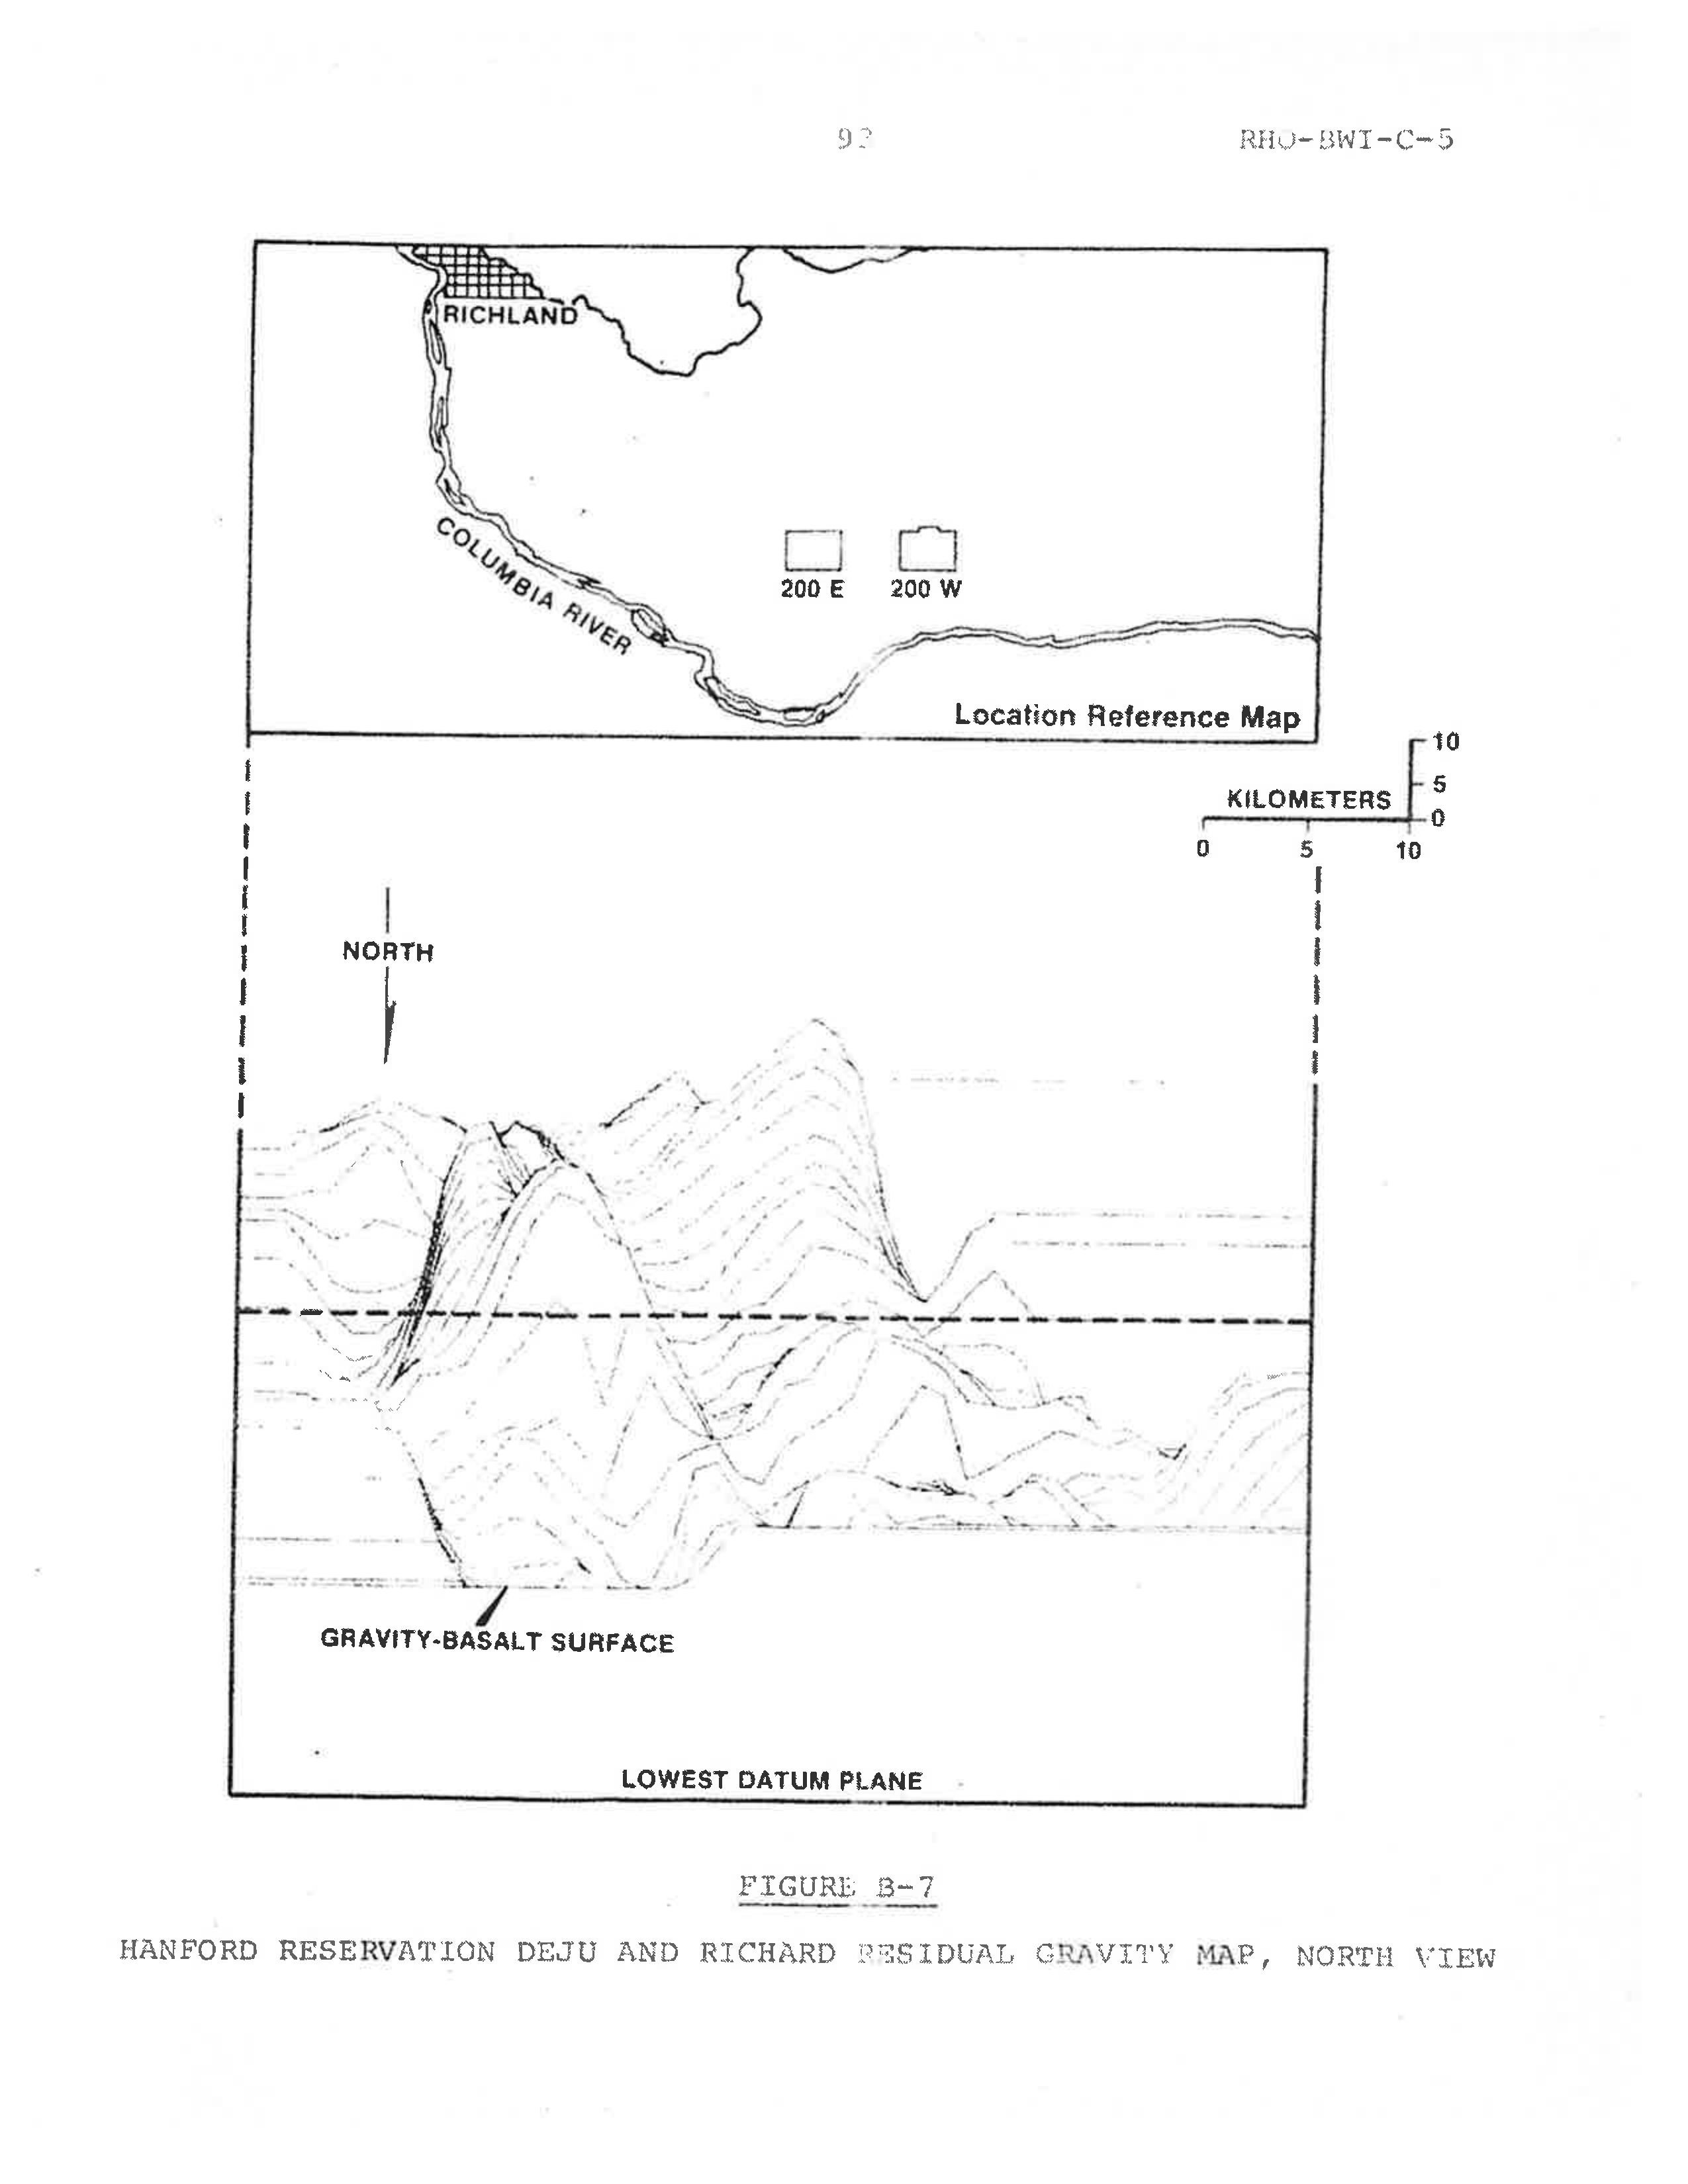 RHO-BWI-C-5
RICHLAND
COLUMBIA RIVER
200 E 200 W
Location Reference Map
10
5
KILOMETERS
0
0 5 10
NORTH
GRAVITY-BASALT SURFACE
LOWEST DATUM PLANE
FIGURE B-7
HANFORD RESERVATION DEJU AND RICHARD RESIDUAL GRAVITY MAP, NORTH VIEW